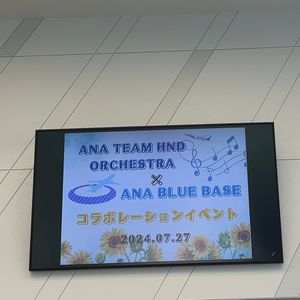 ANA TEAM HND
ORCHESTRA
×
ANA BLUE BASE
コラボレーションイベント
2024.07.27